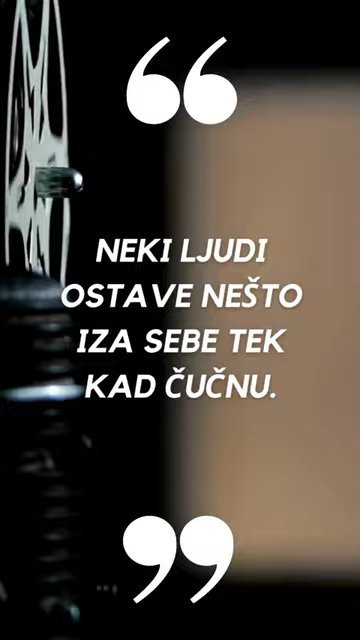 NEKI LJUDI
OSTAVE NEŠTO
IZA SEBE TEK
KAD ČUČNU.